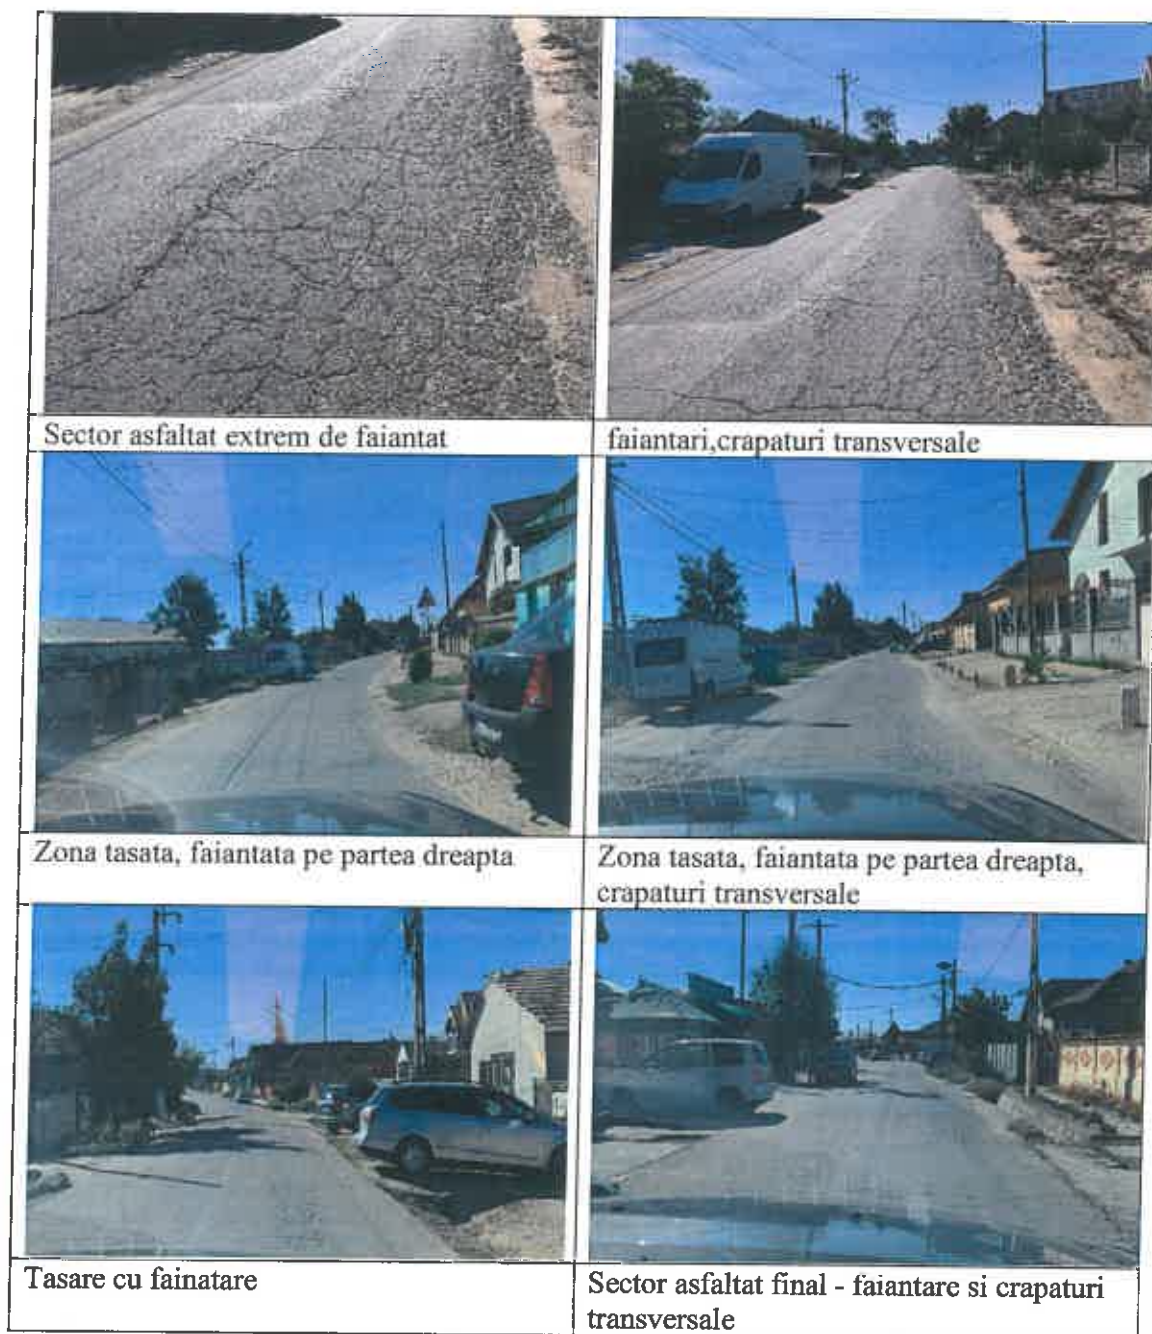 Sector asfaltat extrem de faiantat
faiantari,crapaturi transversale
Zona tasata, faiantata pe partea dreapta
Zona tasata, faiantata pe partea dreapta,
crapaturi transversale
Tasare cu fainatare
Sector asfaltat final - faiantare si crapaturi
transversale